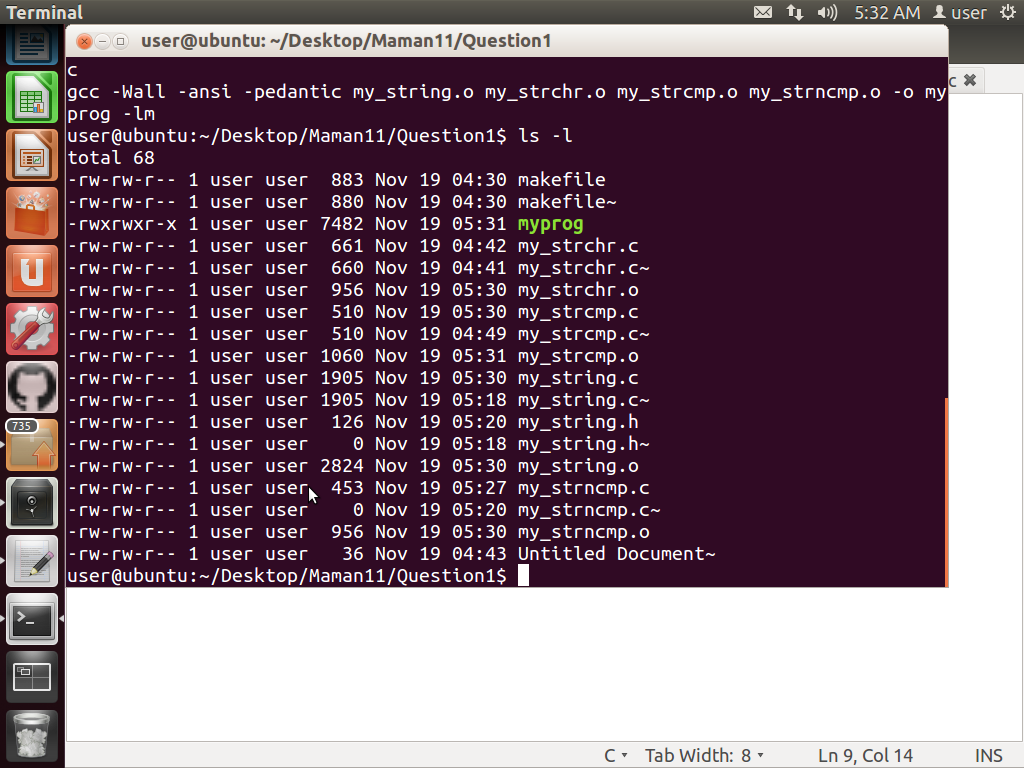 Terminal
5:32 AM user
user@ubuntu: ~/Desktop/Maman11/Question1
c
c
gcc -Wall -ansi -pedantic my_string.o my_strchr.o my_strcmp.o my_strncmp.o -o my
prog -lm
user@ubuntu:~/Desktop/Maman11/Question1$ ls -l
total 68
-rw-rw-r-- 1 user user  883 Nov 19 04:30 makefile
-rw-rw-r-- 1 user user  880 Nov 19 04:30 makefile~
-rwxrwxr-x 1 user user 7482 Nov 19 05:31 myprog
-rw-rw-r-- 1 user user  661 Nov 19 04:42 my_strchr.c
-rw-rw-r-- 1 user user  660 Nov 19 04:41 my_strchr.c~
-rw-rw-r-- 1 user user  956 Nov 19 05:30 my_strchr.o
-rw-rw-r-- 1 user user  510 Nov 19 05:30 my_strcmp.c
-rw-rw-r-- 1 user user  510 Nov 19 04:49 my_strcmp.c~
-rw-rw-r-- 1 user user 1060 Nov 19 05:31 my_strcmp.o
-rw-rw-r-- 1 user user 1905 Nov 19 05:30 my_string.c
-rw-rw-r-- 1 user user 1905 Nov 19 05:18 my_string.c~
-rw-rw-r-- 1 user user  126 Nov 19 05:20 my_string.h
-rw-rw-r-- 1 user user    0 Nov 19 05:18 my_string.h~
-rw-rw-r-- 1 user user 2824 Nov 19 05:30 my_string.o
-rw-rw-r-- 1 user user  453 Nov 19 05:27 my_strncmp.c
-rw-rw-r-- 1 user user    0 Nov 19 05:20 my_strncmp.c~
-rw-rw-r-- 1 user user  956 Nov 19 05:30 my_strncmp.o
-rw-rw-r-- 1 user user   36 Nov 19 04:43 Untitled Document~
user@ubuntu:~/Desktop/Maman11/Question1$
735
C Tab Width: 8 Ln 9, Col 14 INS